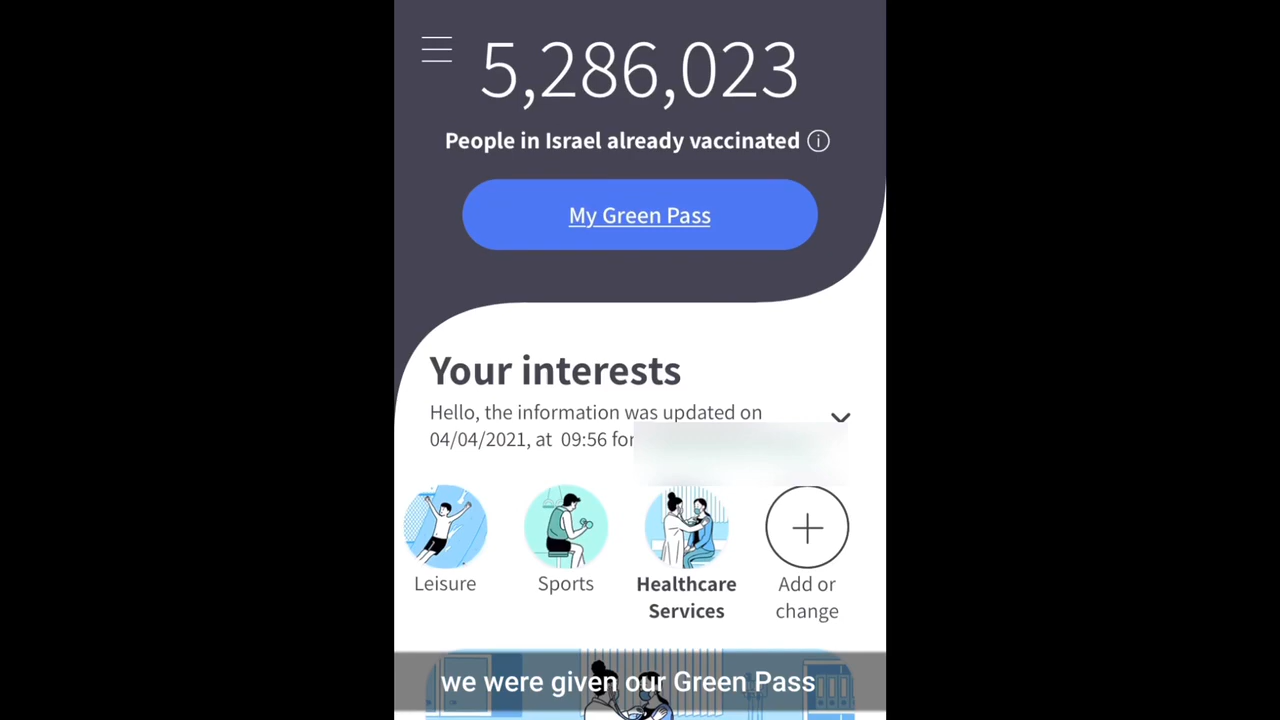 5,286,023
People in Israel already vaccinated
My Green Pass
Your interests
Hello, the information was updated on
04/04/2021, at 09:56 for
Leisure
Sports
Healthcare
Services
Add or
change
we were given our Green Pass